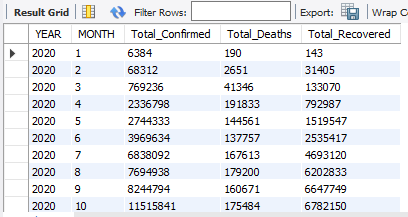 Result Grid Filter Rows: Export: Wrap Ce
YEAR MONTH Total_Confirmed Total_Deaths Total_Recovered
2020 1 6384 190 143
2020 2 68312 2651 31405
2020 3 769236 41346 133070
2020 4 2336798 191833 792987
2020 5 2744333 144561 1519547
2020 6 3969634 137757 2535417
2020 7 6838092 167613 4693120
2020 8 7694938 179200 6202833
2020 9 8244794 160671 6647749
2020 10 11515841 175484 6782150